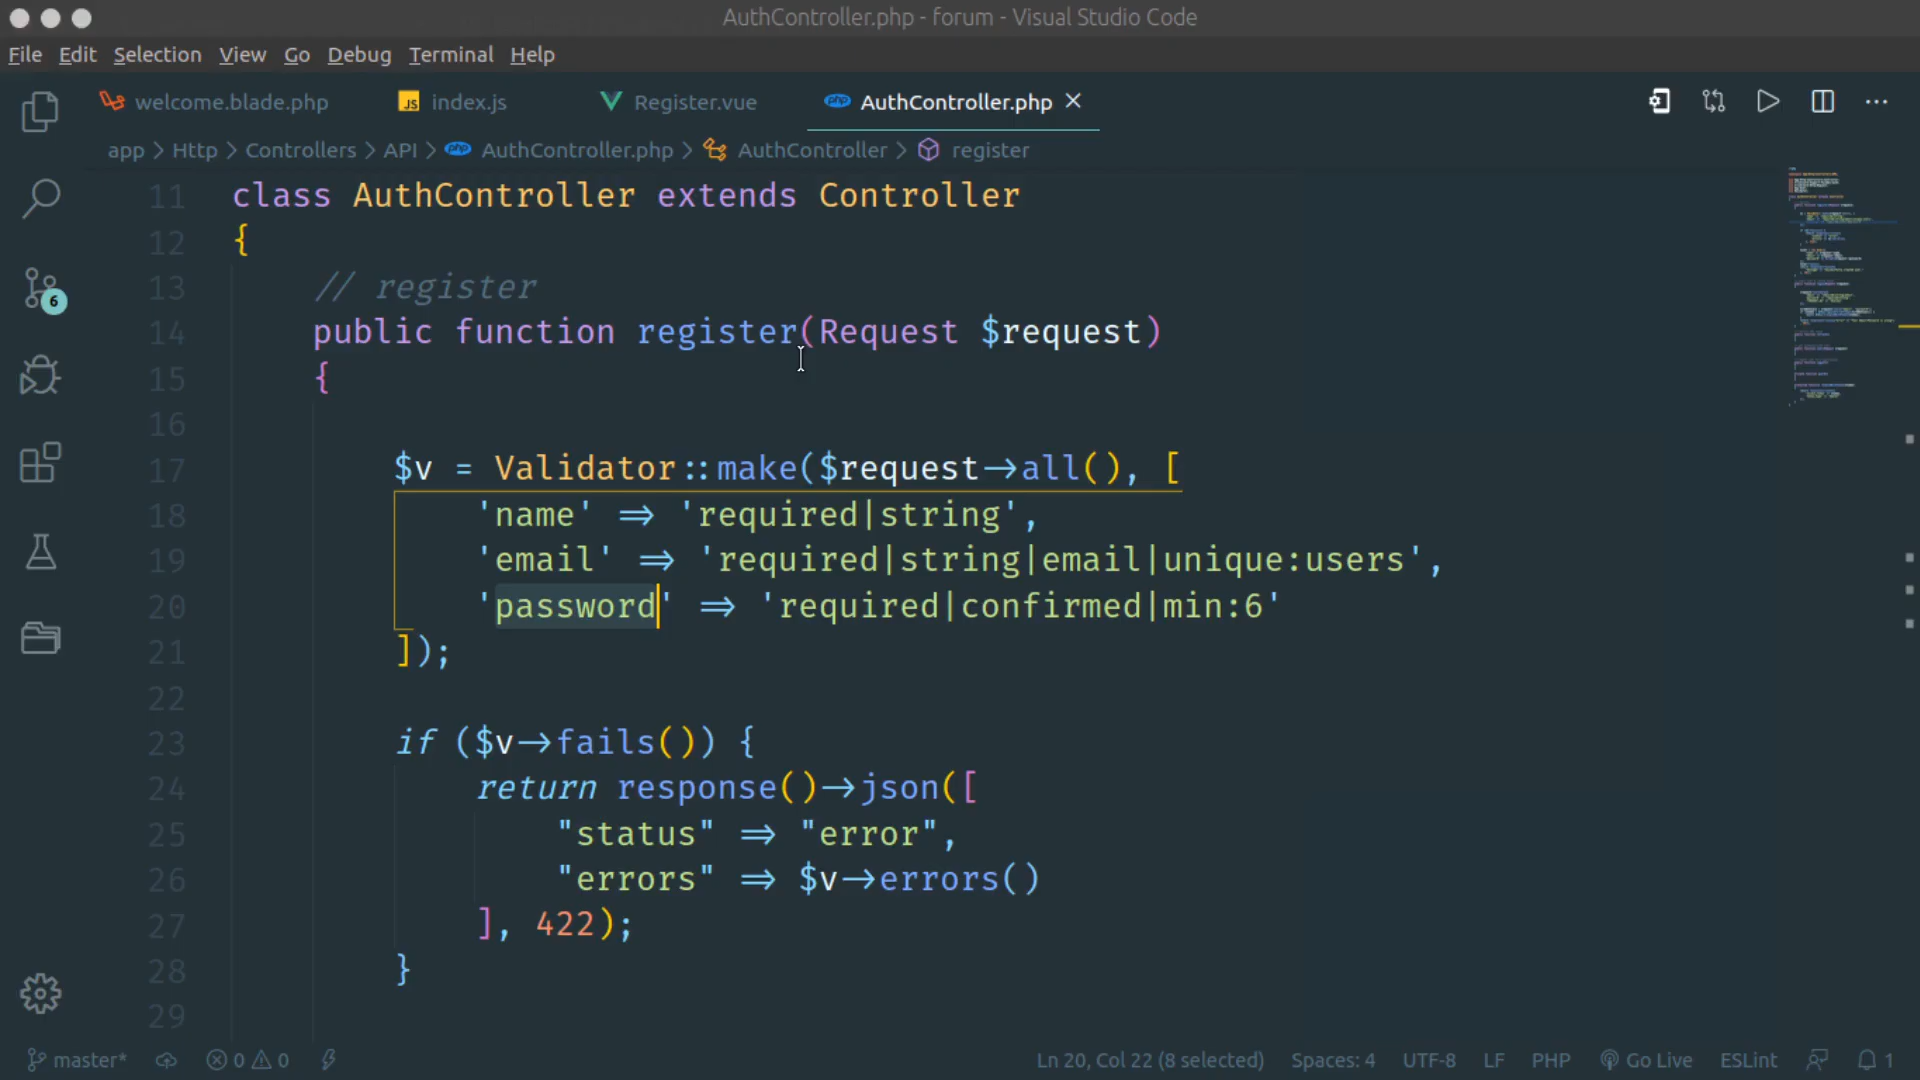 AuthController.php - forum - Visual Studio Code
File Edit Selection View Go Debug Terminal Help
welcome.blade.php JS index.js Register.vue php AuthController.php
app > Http > Controllers > API > php AuthController.php > AuthController > register
11 class AuthController extends Controller
12 {
13 // register
14 public function register(Request $request)
15 {
16
17 $v = Validator::make($request->all(), [
18 'name' => 'required|string',
19 'email' => 'required|string|email|unique:users',
20 'password' => 'required|confirmed|min:6'
21 ]);
22
23 if ($v->fails()) {
24 return response()->json([
25 "status" => "error",
26 "errors" => $v->errors()
27 ], 422);
28 }
29
6
master* 0 0 Ln 20, Col 22 (8 selected) Spaces: 4 UTF-8 LF PHP Go Live ESLint 1